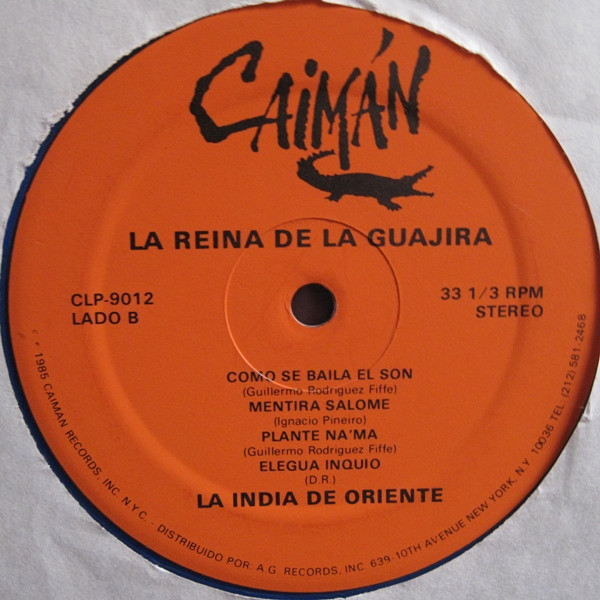 CAIMÁN
LA REINA DE LA GUAJIRA
CLP-9012
LADO B
33 1/3 RPM
STEREO
COMO SE BAILA EL SON
(Guillermo Rodriguez Fiffe)
MENTIRA SALOME
(Ignacio Pineiro)
PLANTE NA'MA
(Guillermo Rodriguez Fiffe)
ELEGUA INQUIO
(D.R.)
LA INDIA DE ORIENTE
1985 CAIMAN RECORDS, INC. N.Y.C. - DISTRIBUIDO POR: A.G. RECORDS, INC. 639-10TH AVENUE NEW YORK, N.Y. 10036 TEL. (212) 581-2468